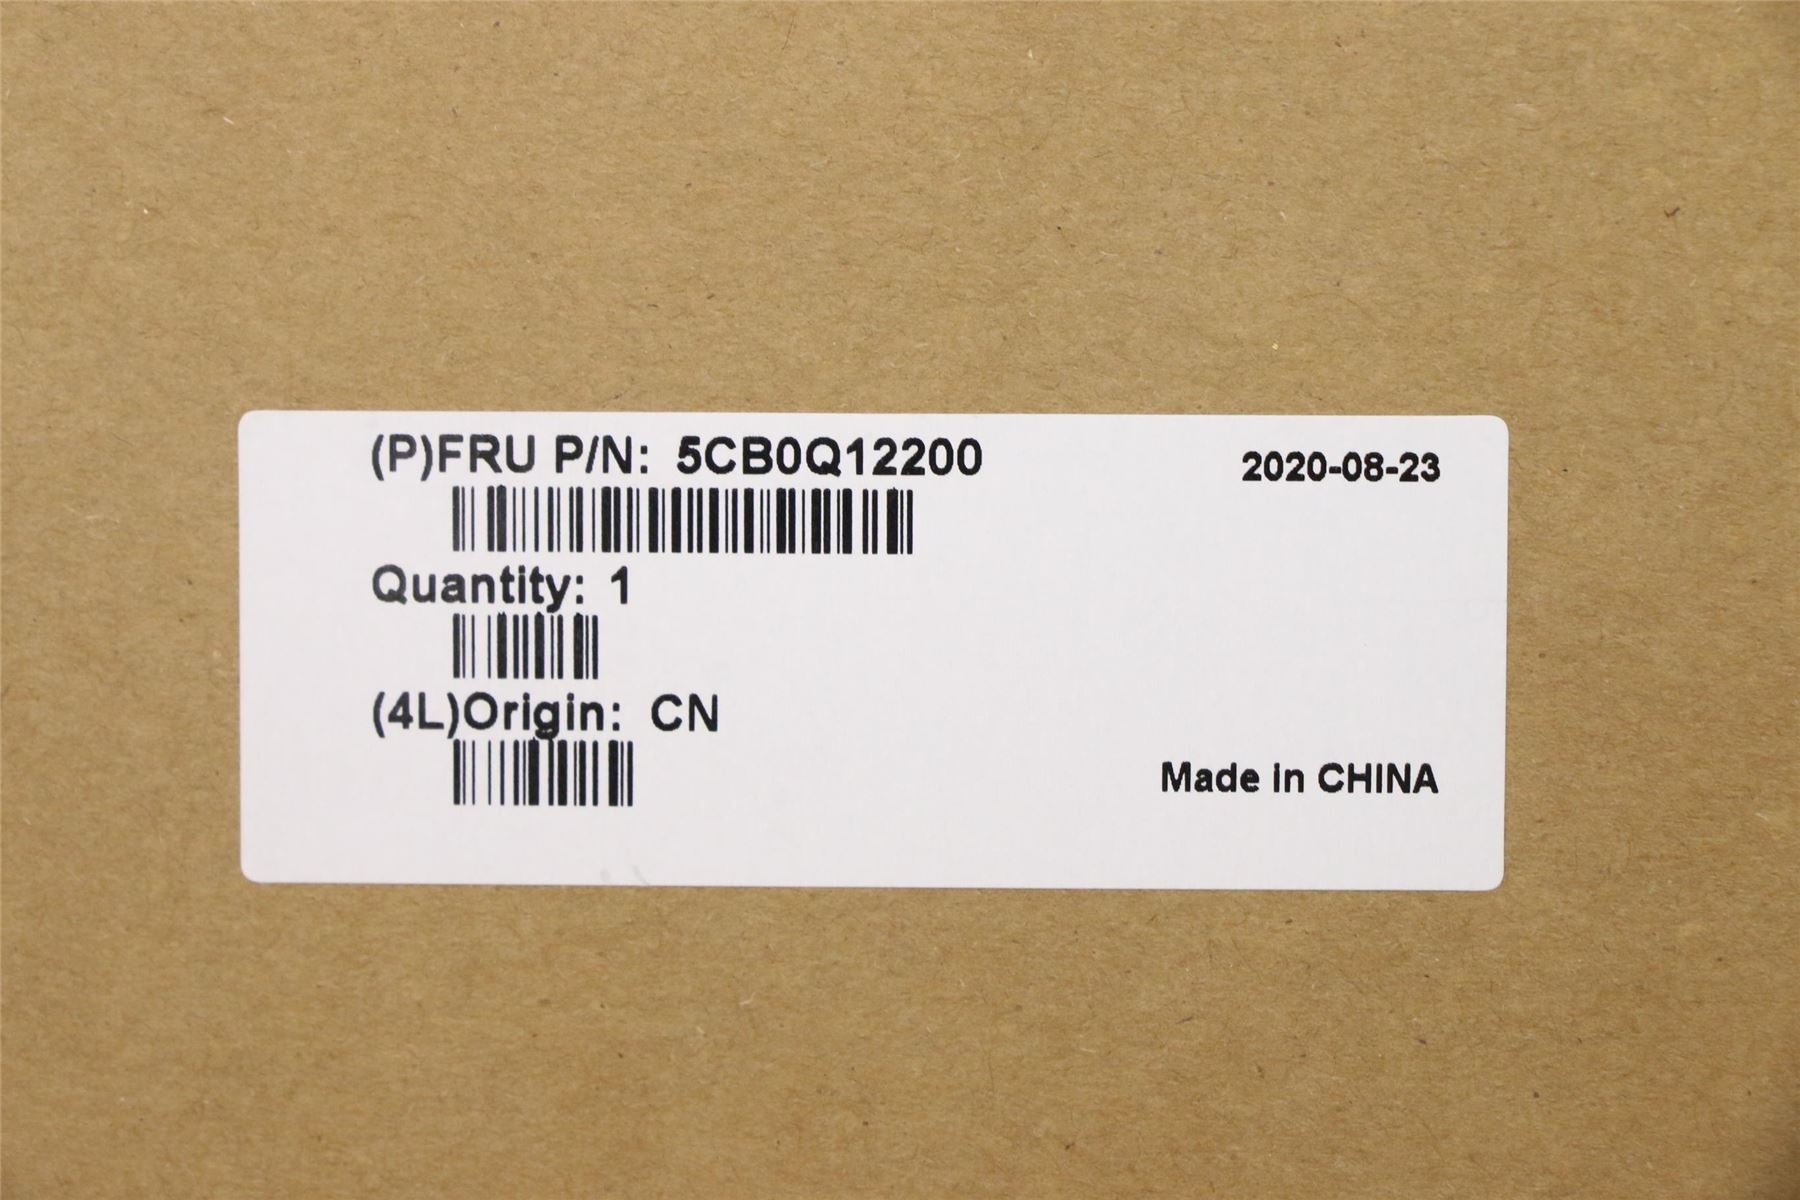 (P)FRU P/N: 5CB0Q12200
2020-08-23
Quantity: 1
(4L)Origin: CN
Made in CHINA